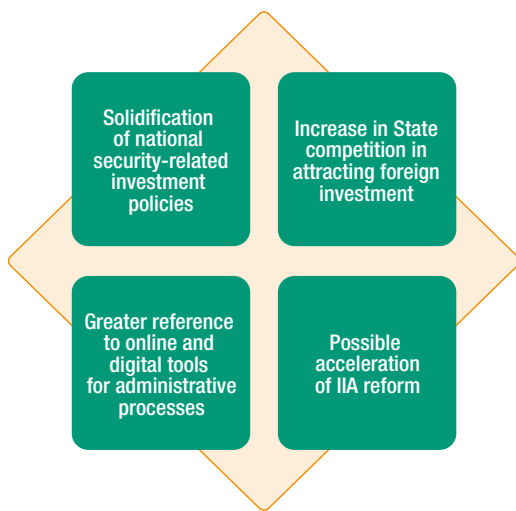 Solidification
of national
security-related
investment
policies
Increase in State
competition in
attracting foreign
investment
Greater reference
to online and
digital tools
for administrative
processes
Possible
acceleration
of IIA reform